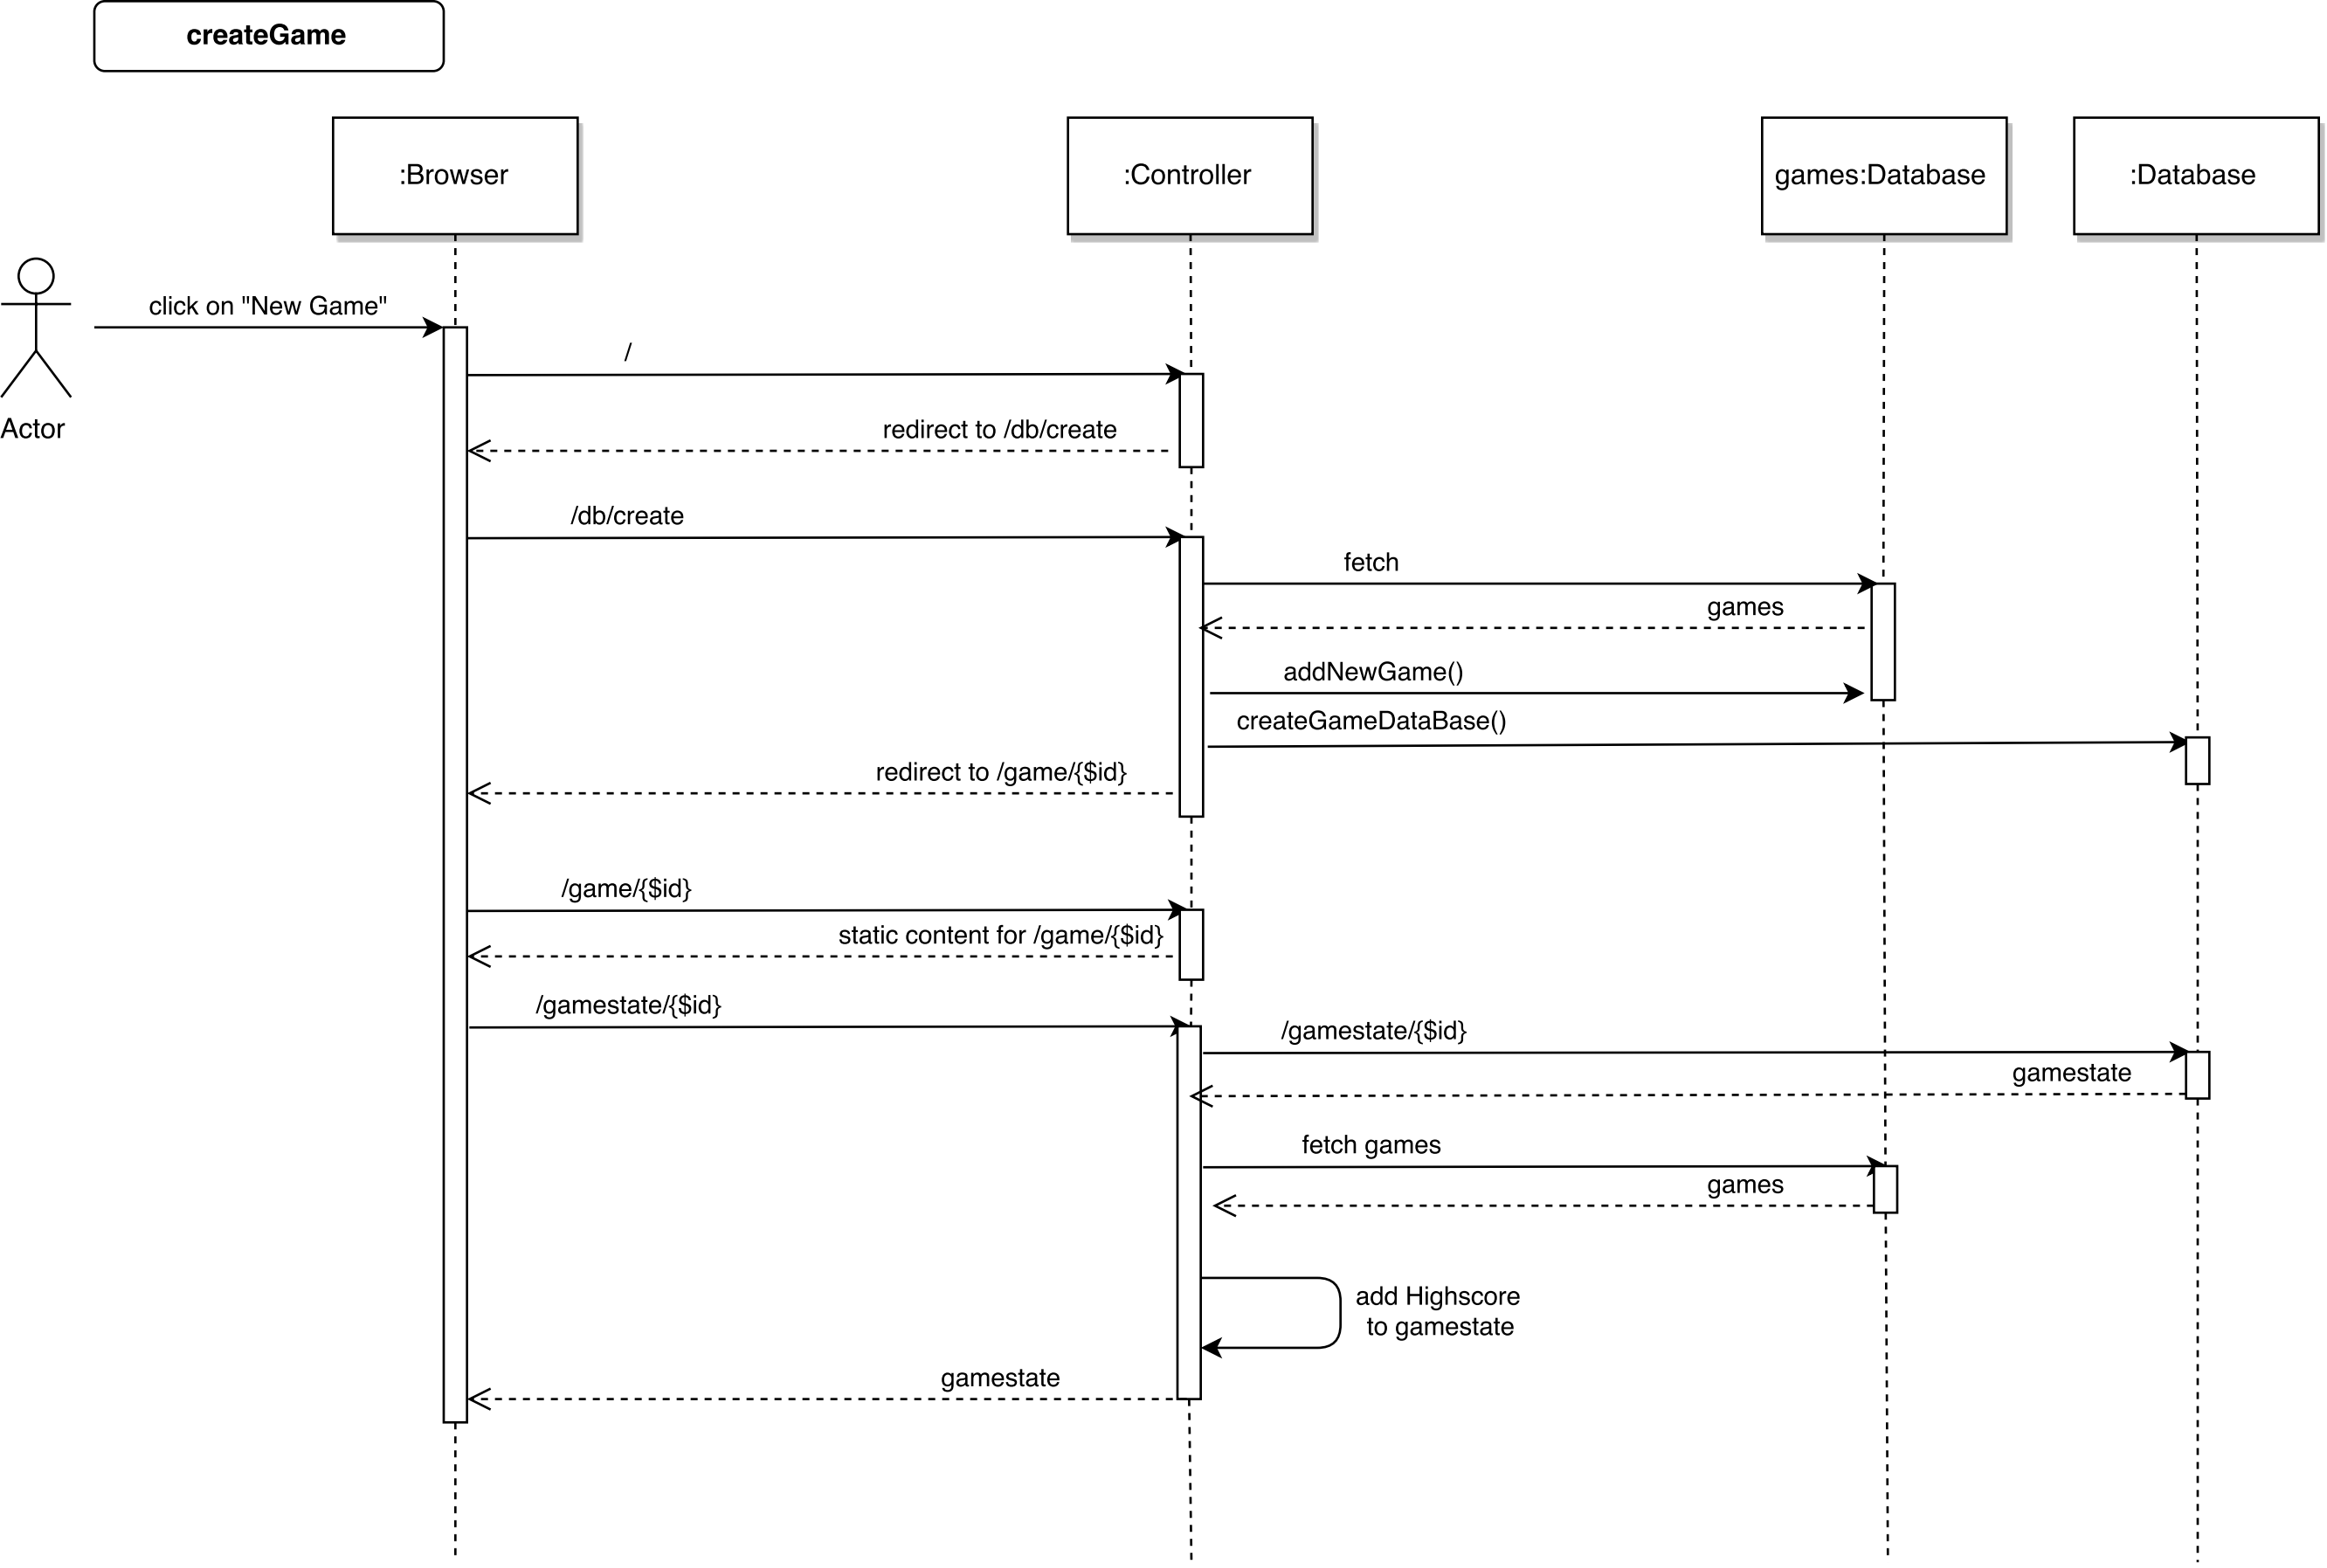 createGame
:Browser
:Controller
games:Database
:Database
click on "New Game"
/
Actor
redirect to /db/create
/db/create
fetch
games
addNewGame()
createGameDataBase()
redirect to /game/{$id}
/game/{$id}
static content for /game/{$id}
/gamestate/{$id}
/gamestate/{$id}
gamestate
fetch games
games
add Highscore
to gamestate
gamestate